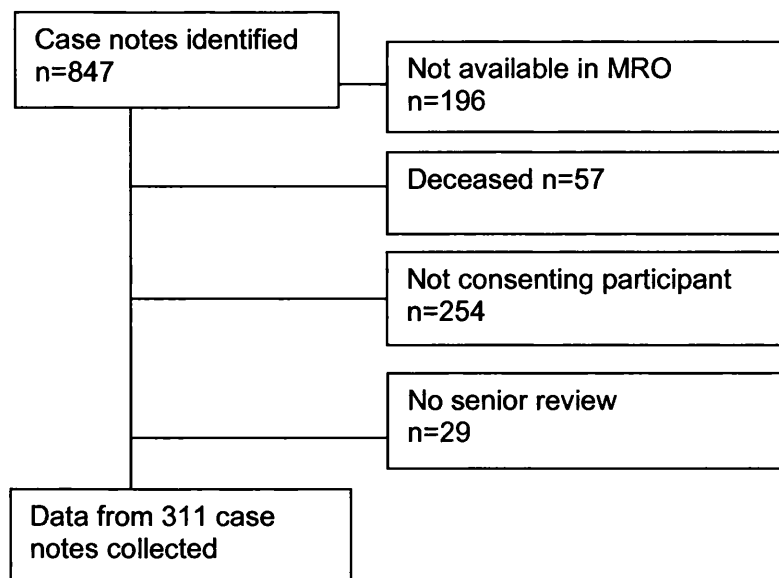 Case notes identified
n=847
Not available in MRO
n=196
Deceased n=57
Not consenting participant
n=254
No senior review
n=29
Data from 311 case
notes collected